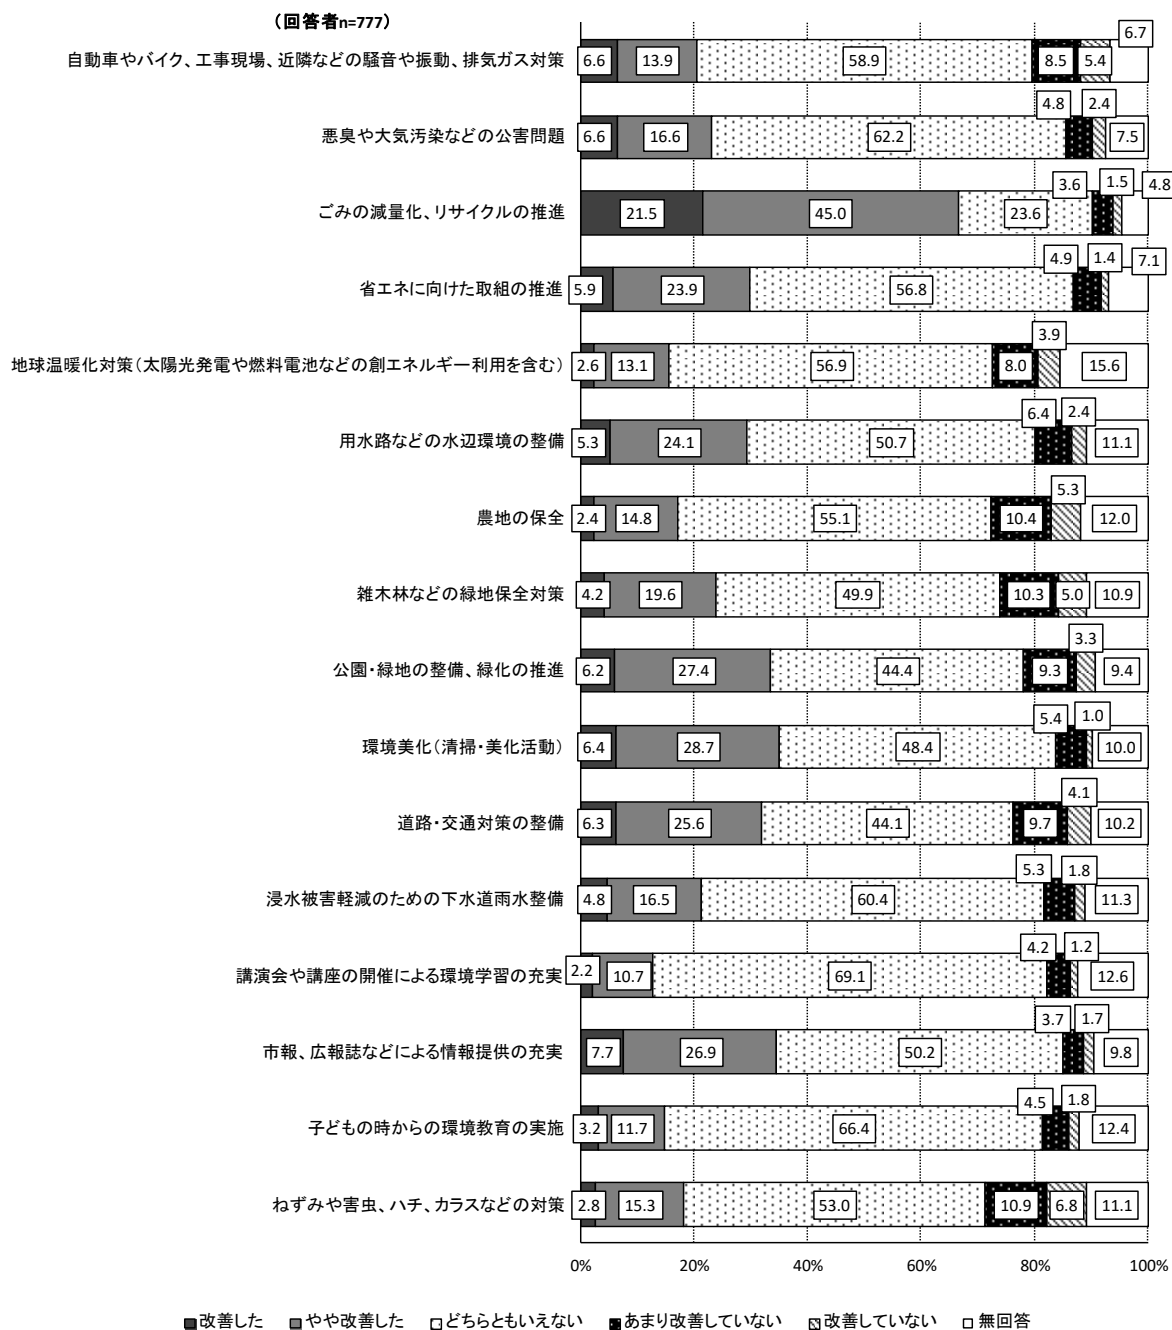 （回答者n=777）
自動車やバイク、工事現場、近隣などの騒音や振動、排気ガス対策 6.6 13.9 58.9 8.5 5.4 6.7
悪臭や大気汚染などの公害問題 6.6 16.6 62.2 4.8 2.4 7.5
ごみの減量化、リサイクルの推進 21.5 45.0 23.6 3.6 1.5 4.8
省エネに向けた取組の推進 5.9 23.9 56.8 4.9 1.4 7.1
地球温暖化対策（太陽光発電や燃料電池などの創エネルギー利用を含む） 2.6 13.1 56.9 8.0 3.9 15.6
用水路などの水辺環境の整備 5.3 24.1 50.7 6.4 2.4 11.1
農地の保全 2.4 14.8 55.1 10.4 5.3 12.0
雑木林などの緑地保全対策 4.2 19.6 49.9 10.3 5.0 10.9
公園・緑地の整備、緑化の推進 6.2 27.4 44.4 9.3 3.3 9.4
環境美化（清掃・美化活動） 6.4 28.7 48.4 5.4 1.0 10.0
道路・交通対策の整備 6.3 25.6 44.1 9.7 4.1 10.2
浸水被害軽減のための下水道雨水整備 4.8 16.5 60.4 5.3 1.8 11.3
講演会や講座の開催による環境学習の充実 2.2 10.7 69.1 4.2 1.2 12.6
市報、広報誌などによる情報提供の充実 7.7 26.9 50.2 3.7 1.7 9.8
子どもの時からの環境教育の実施 3.2 11.7 66.4 4.5 1.8 12.4
ねずみや害虫、ハチ、カラスなどの対策 2.8 15.3 53.0 10.9 6.8 11.1
0% 20% 40% 60% 80% 100%
改善した やや改善した どちらともいえない あまり改善していない 改善していない 無回答